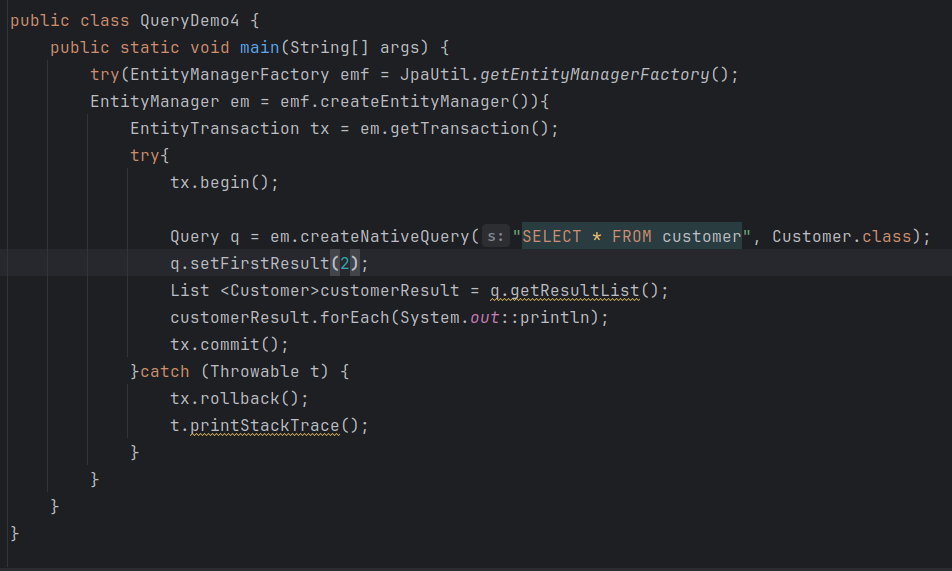 public class QueryDemo4 {
    public static void main(String[] args) {
        try(EntityManagerFactory emf = JpaUtil.getEntityManagerFactory();
        EntityManager em = emf.createEntityManager()){
            EntityTransaction tx = em.getTransaction();
            try{
                tx.begin();

                Query q = em.createNativeQuery( s: "SELECT * FROM customer", Customer.class);
                q.setFirstResult(2);
                List <Customer>customerResult = q.getResultList();
                customerResult.forEach(System.out::println);
                tx.commit();
            }catch (Throwable t) {
                tx.rollback();
                t.printStackTrace();
            }
        }
    }
}